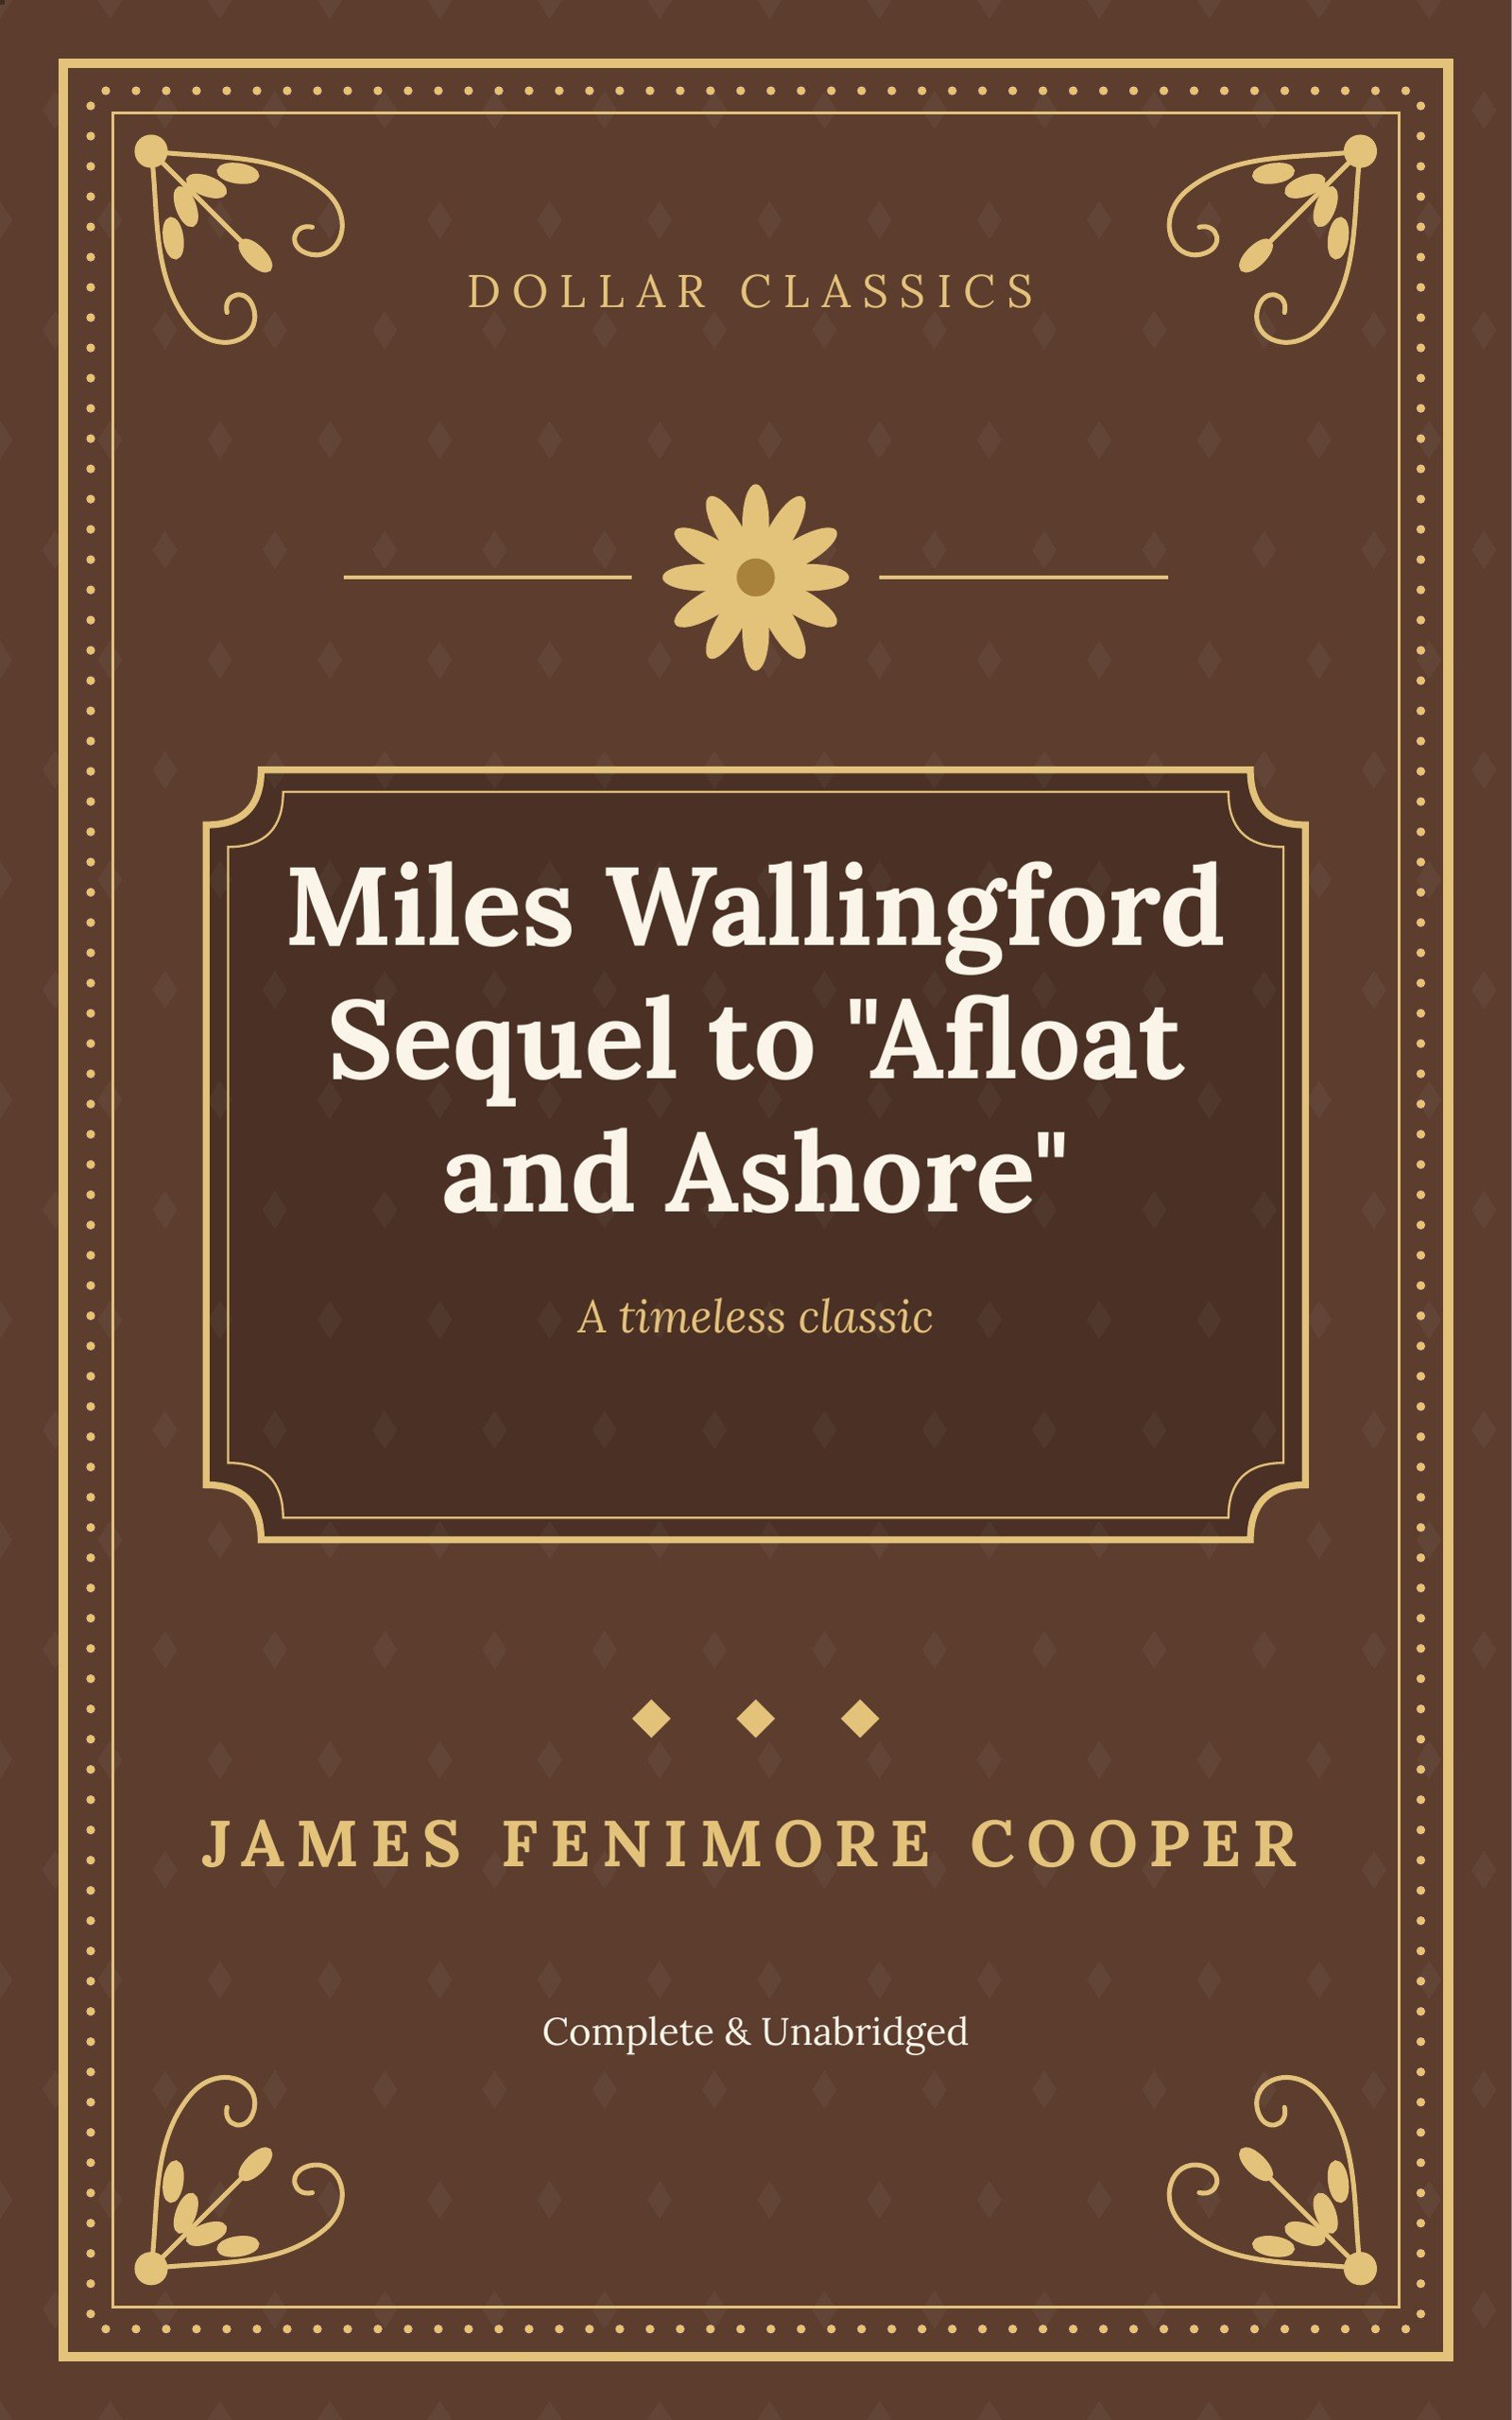 DOLLAR CLASSICS
Miles Wallingford
Sequel to "Afloat
and Ashore"
A timeless classic
JAMES FENIMORE COOPER
Complete & Unabridged